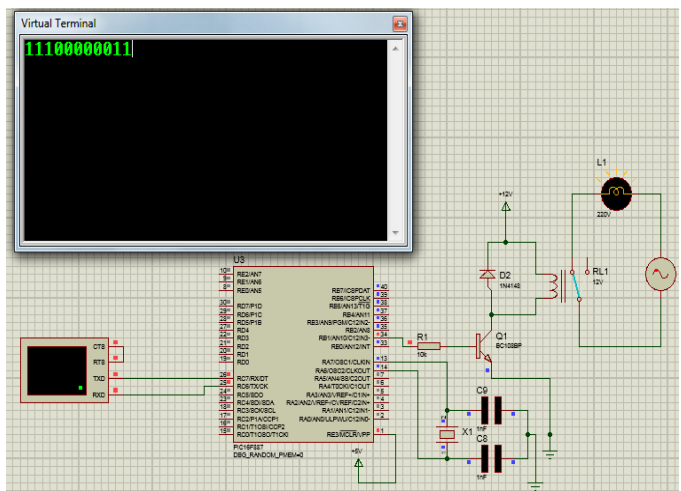 Virtual Terminal
11100000011
L1
220V
+12V
D2
1N4148
RL1
12V
Q1
BC108BP
R1
10k
U3
RE2/AN7
RE1/AN6
RE0/AN5
RD7/P1D
RD6/P1C
RD5/P1B
RD4
RD3
RD2
RD1
RD0
RC7/RX/DT
RC6/TX/CK
RC5/SDO
RC4/SDI/SDA
RC3/SCK/SCL
RC2/P1A/CCP1
RC1/T1OSI/CCP2
RC0/T1OSO/T1CKI
RB7/ICSPDAT
RB6/ICSPCLK
RB5/AN13/T1G
RB4/AN11
RB3/AN9/PGM/C12IN2-
RB2/AN8
RB1/AN10/C12IN3-
RB0/AN12/INT
RA7/OSC1/CLKIN
RA6/OSC2/CLKOUT
RA5/AN4/SS/C2OUT
RA4/T0CKI/C1OUT
RA3/AN3/VREF+/C1IN+
RA2/AN2/VREF-/CVREF/C2IN+
RA1/AN1/C12IN1-
RA0/AN0/ULPWU/C12IN0-
RE3/MCLR/VPP
PIC16F887
DBG_RANDOM_PMEM=0
CTS
RTS
TXD
RXD
+5V
X1
C9
1nF
C8
1nF